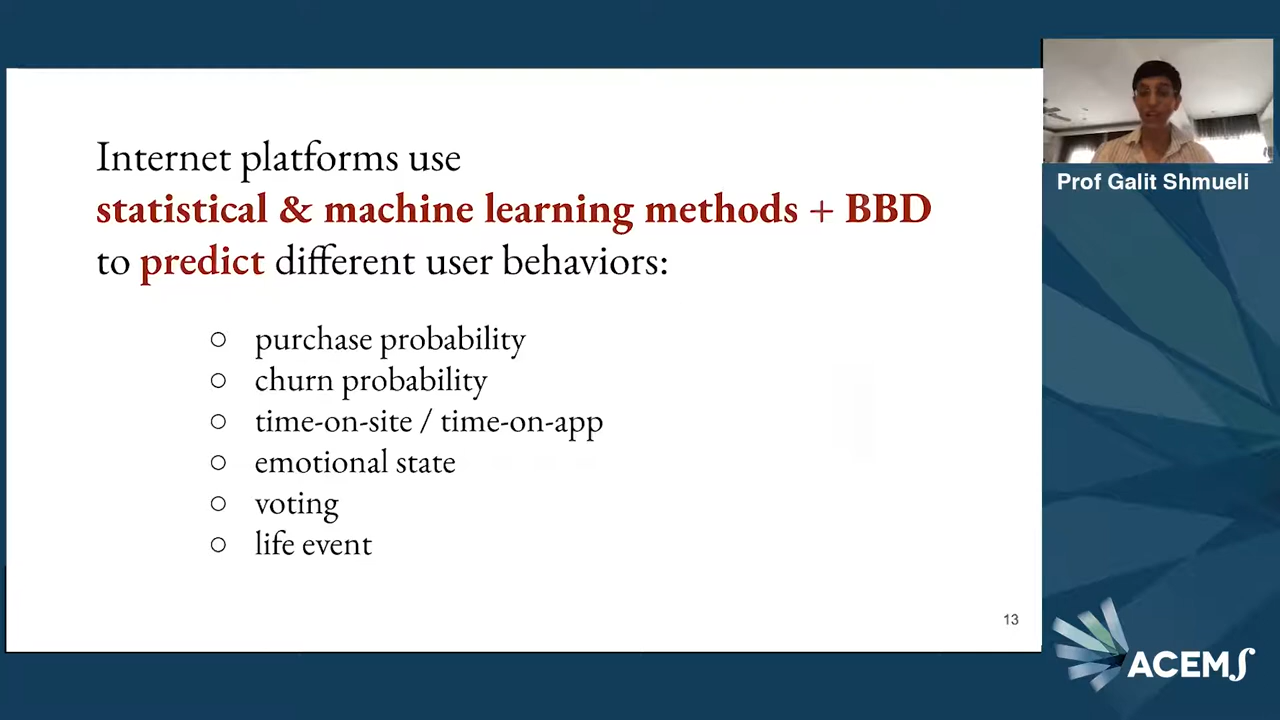 Internet platforms use
statistical & machine learning methods + BBD
to predict different user behaviors:
○ purchase probability
○ churn probability
○ time-on-site / time-on-app
○ emotional state
○ voting
○ life event
13
Prof Galit Shmueli
ACEMS